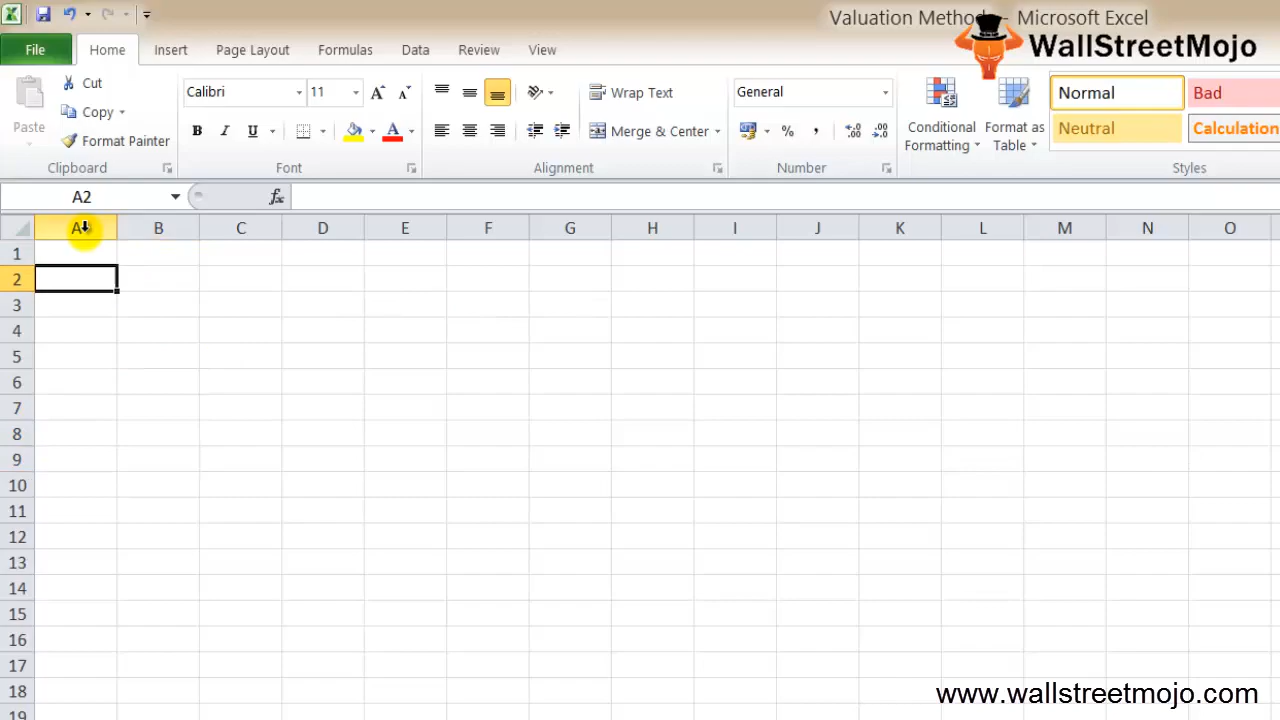 Valuation Method - Microsoft Excel
WallStreetMojo
File Home Insert Page Layout Formulas Data Review View
Paste
Cut
Copy
Format Painter
Clipboard
Calibri 11 A A
B I U A
Font
Wrap Text
Merge & Center
Alignment
General
% ,
Number
Conditional Formatting
Format as Table
Normal Bad
Neutral Calculation
Styles
A2 fx
A B C D E F G H I J K L M N O
1
2
3
4
5
6
7
8
9
10
11
12
13
14
15
16
17
18
19
www.wallstreetmojo.com